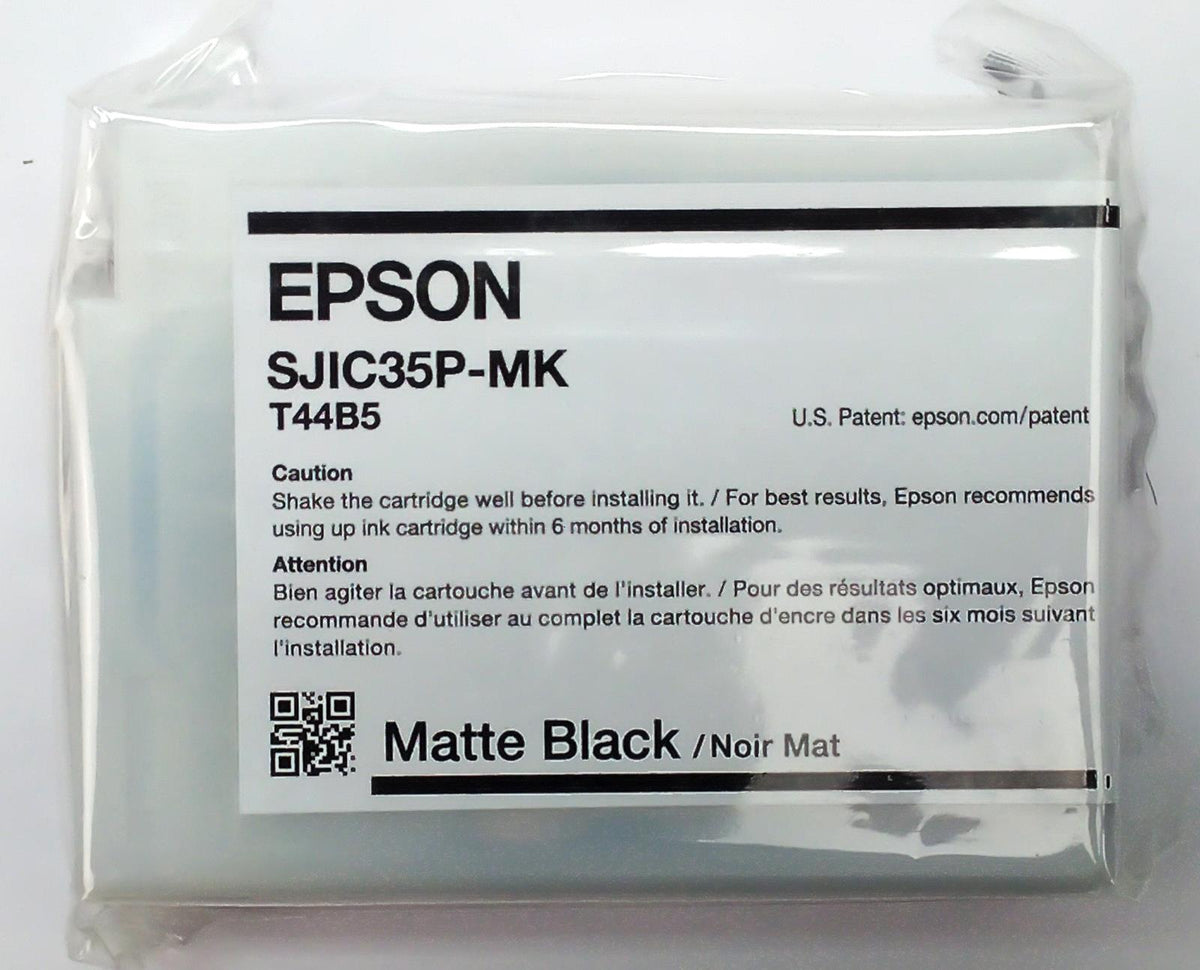 EPSON
SJIC35P-MK
T44B5
U.S. Patent: epson.com/patent
Caution
Shake the cartridge well before installing it. / For best results, Epson recommends
using up ink cartridge within 6 months of installation.
Attention
Bien agiter la cartouche avant de l'installer. / Pour des résultats optimaux, Epson
recommande d'utiliser au complet la cartouche d'encre dans les six mois suivant
l'installation.
Matte Black / Noir Mat